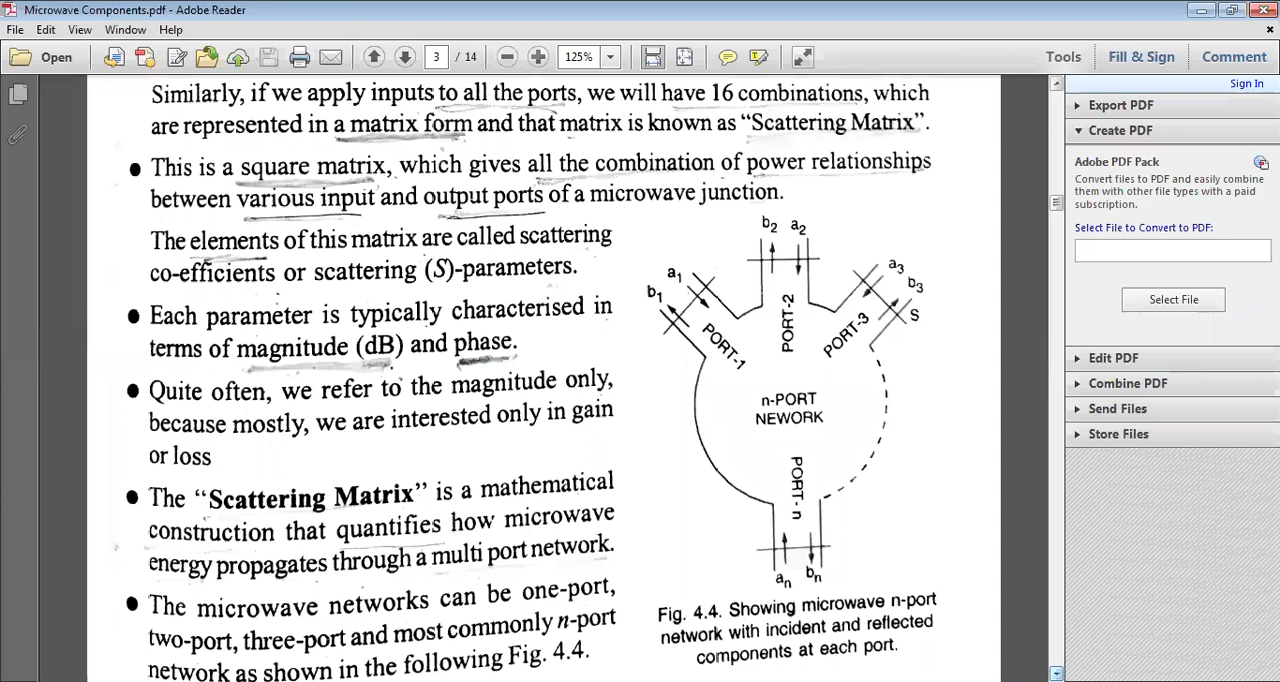 Microwave Components.pdf - Adobe Reader
File Edit View Window Help
Open 3 / 14 125% Tools Fill & Sign Comment
Similarly, if we apply inputs to all the ports, we will have 16 combinations, which
are represented in a matrix form and that matrix is known as “Scattering Matrix”.
• This is a square matrix, which gives all the combination of power relationships
between various input and output ports of a microwave junction.
The elements of this matrix are called scattering
co-efficients or scattering (S)-parameters.
• Each parameter is typically characterised in
terms of magnitude (dB) and phase.
• Quite often, we refer to the magnitude only,
because mostly, we are interested only in gain
or loss
• The “Scattering Matrix” is a mathematical
construction that quantifies how microwave
energy propagates through a multi port network.
• The microwave networks can be one-port,
two-port, three-port and most commonly n-port
network as shown in the following Fig. 4.4.
b2 a2
a1
b1
a3
b3
S
PORT-1
PORT-2
PORT-3
n-PORT
NEWORK
PORT-n
an bn
Fig. 4.4. Showing microwave n-port
network with incident and reflected
components at each port.
Sign In
Export PDF
Create PDF
Adobe PDF Pack
Convert files to PDF and easily combine
them with other file types with a paid
subscription.
Select File to Convert to PDF:
Select File
Edit PDF
Combine PDF
Send Files
Store Files